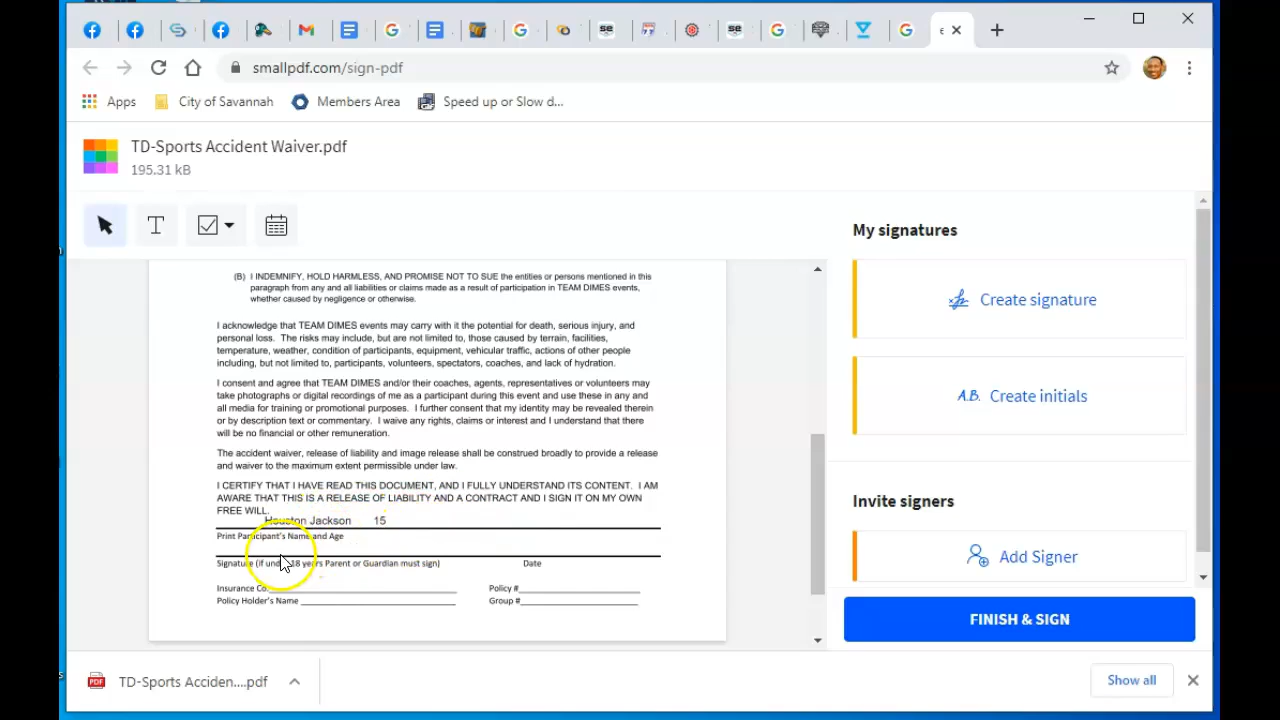 se
se
e
smallpdf.com/sign-pdf
Apps
City of Savannah
Members Area
Speed up or Slow d...
TD-Sports Accident Waiver.pdf
195.31 kB
T
My signatures
Create signature
A.B. Create initials
Invite signers
Add Signer
FINISH & SIGN
(B) I INDEMNIFY, HOLD HARMLESS, AND PROMISE NOT TO SUE the entities or persons mentioned in this
paragraph from any and all liabilities or claims made as a result of participation in TEAM DIMES events,
whether caused by negligence or otherwise.
I acknowledge that TEAM DIMES events may carry with it the potential for death, serious injury, and
personal loss. The risks may include, but are not limited to, those caused by terrain, facilities,
temperature, weather, condition of participants, equipment, vehicular traffic, actions of other people
including, but not limited to, participants, volunteers, spectators, coaches, and lack of hydration.
I consent and agree that TEAM DIMES and/or their coaches, agents, representatives or volunteers may
take photographs or digital recordings of me as a participant during this event and use these in any and
all media for training or promotional purposes. I further consent that my identity may be revealed therein
or by description text or commentary. I waive any rights, claims or interest and I understand that there
will be no financial or other remuneration.
The accident waiver, release of liability and image release shall be construed broadly to provide a release
and waiver to the maximum extent permissible under law.
I CERTIFY THAT I HAVE READ THIS DOCUMENT, AND I FULLY UNDERSTAND ITS CONTENT. I AM
AWARE THAT THIS IS A RELEASE OF LIABILITY AND A CONTRACT AND I SIGN IT ON MY OWN
FREE WILL.
Houston Jackson 15
Print Participant's Name and Age
Signature (if under 18 years Parent or Guardian must sign) Date
Insurance Co. Policy #
Policy Holder's Name Group #
PDF TD-Sports Acciden....pdf
Show all